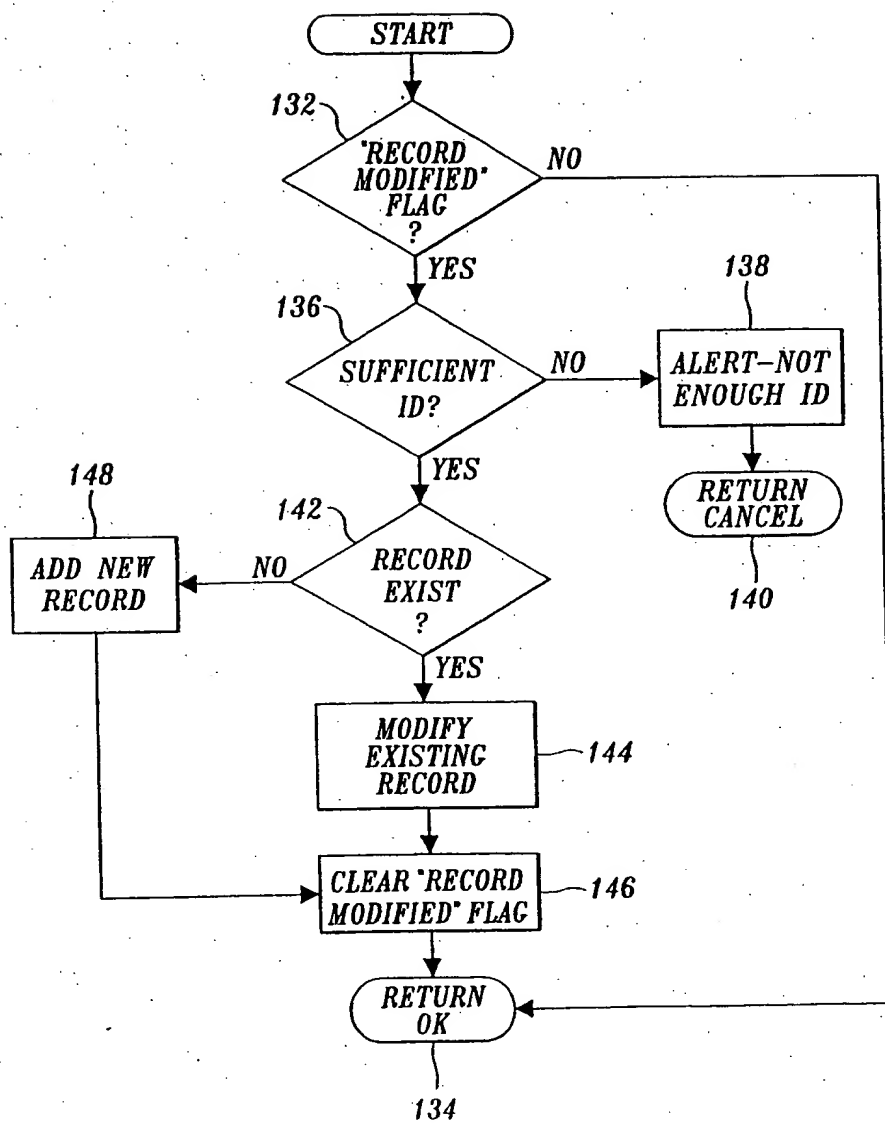 START
132
"RECORD
MODIFIED"
FLAG
?
NO
YES
136
SUFFICIENT
ID?
NO
138
ALERT-NOT
ENOUGH ID
YES
RETURN
CANCEL
140
148
ADD NEW
RECORD
142
NO
RECORD
EXIST
?
YES
MODIFY
EXISTING
RECORD
144
CLEAR "RECORD
MODIFIED" FLAG
146
RETURN
OK
134